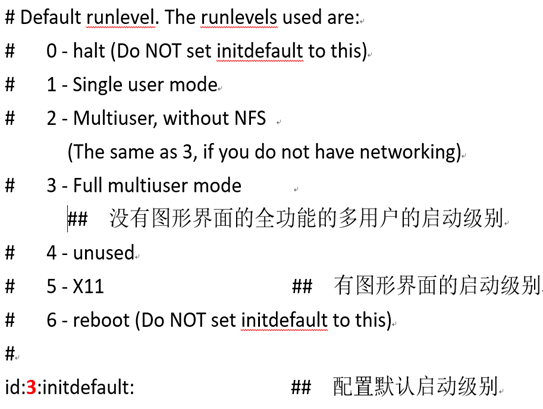 # Default runlevel. The runlevels used are:
# 0 - halt (Do NOT set initdefault to this)
# 1 - Single user mode
# 2 - Multiuser, without NFS
(The same as 3, if you do not have networking)
# 3 - Full multiuser mode
## 没有图形界面的全功能的多用户的启动级别
# 4 - unused
# 5 - X11 ## 有图形界面的启动级别
# 6 - reboot (Do NOT set initdefault to this)
#
id:3:initdefault: ## 配置默认启动级别